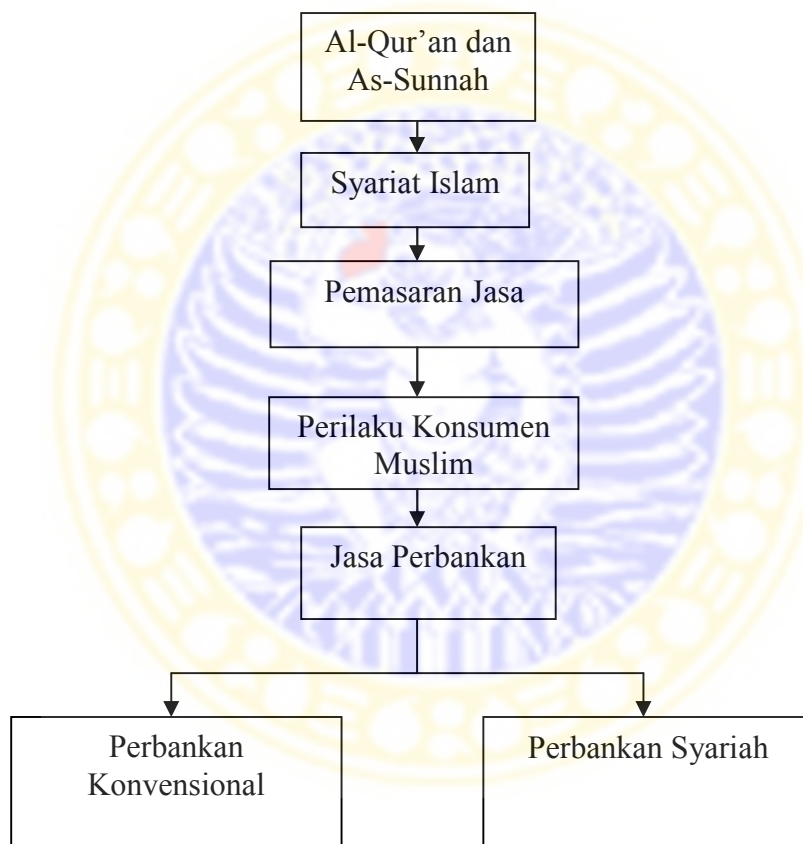 Al-Qur’an dan
As-Sunnah
Syariat Islam
Pemasaran Jasa
Perilaku Konsumen
Muslim
Jasa Perbankan
Perbankan
Konvensional
Perbankan Syariah